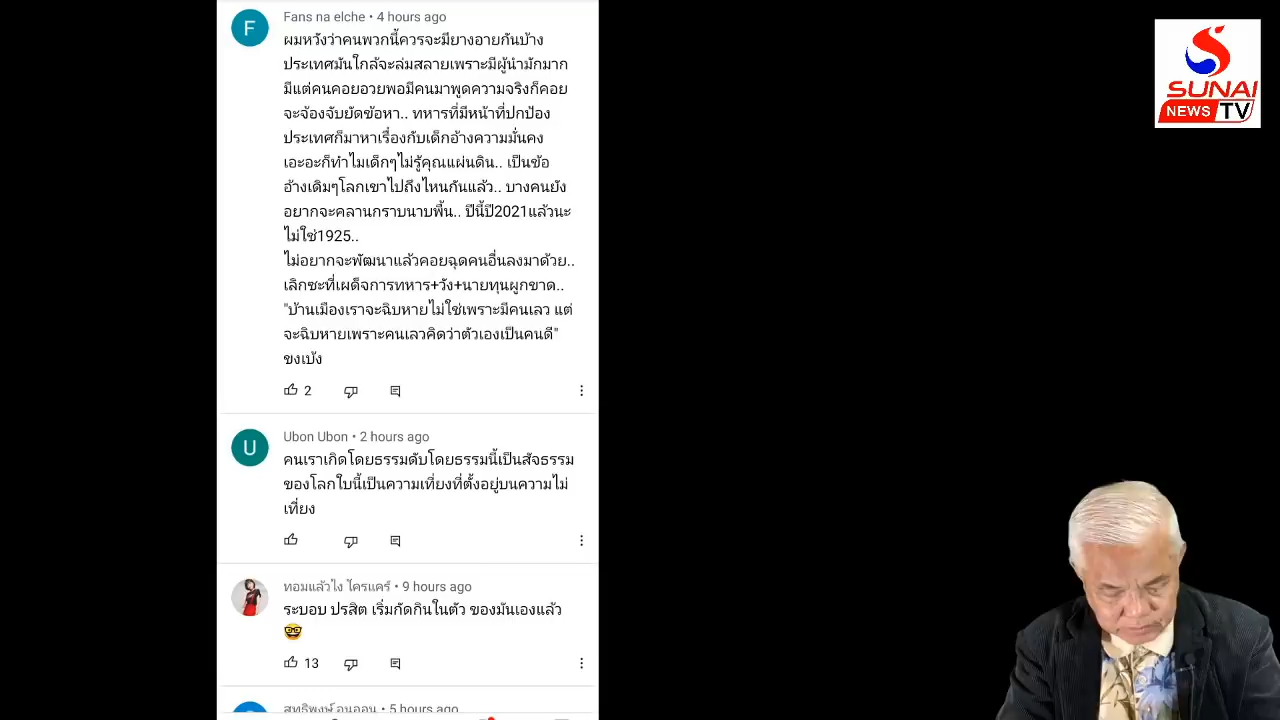 F
Fans na elche • 4 hours ago
ผมหวังว่าคนพวกนี้ควรจะมียางอายกันบ้าง
ประเทศมันใกล้จะล่มสลายเพราะมีผู้นำมักมาก
มีแต่คนคอยอวยพอมีคนมาพูดความจริงก็คอย
จะจ้องจับยัดข้อหา.. ทหารที่มีหน้าที่ปกป้อง
ประเทศก็มาหาเรื่องกับเด็กอ้างความมั่นคง
เอะอะก็ทำไมเด็กๆไม่รู้คุณแผ่นดิน.. เป็นข้อ
อ้างเดิมๆโลกเขาไปถึงไหนกันแล้ว.. บางคนยัง
อยากจะคลานกราบนาบพื้น.. ปีนี้ปี2021แล้วนะ
ไม่ใช่1925..
ไม่อยากจะพัฒนาแล้วคอยฉุดคนอื่นลงมาด้วย..
เลิกซะที่เผด็จการทหาร+วัง+นายทุนผูกขาด..
"บ้านเมืองเราจะฉิบหายไม่ใช่เพราะมีคนเลว แต่
จะฉิบหายเพราะคนเลวคิดว่าตัวเองเป็นคนดี"
ขงเบ้ง
2
U
Ubon Ubon • 2 hours ago
คนเราเกิดโดยธรรมดับโดยธรรมนี้เป็นสัจธรรม
ของโลกใบนี้เป็นความเที่ยงที่ตั้งอยู่บนความไม่
เที่ยง
ทอมแล้วไง ใครแคร์ • 9 hours ago
ระบอบ ปรสิต เริ่มกัดกินในตัว ของมันเองแล้ว
🤓
13
5 hours ago
SUNAI
NEWS TV